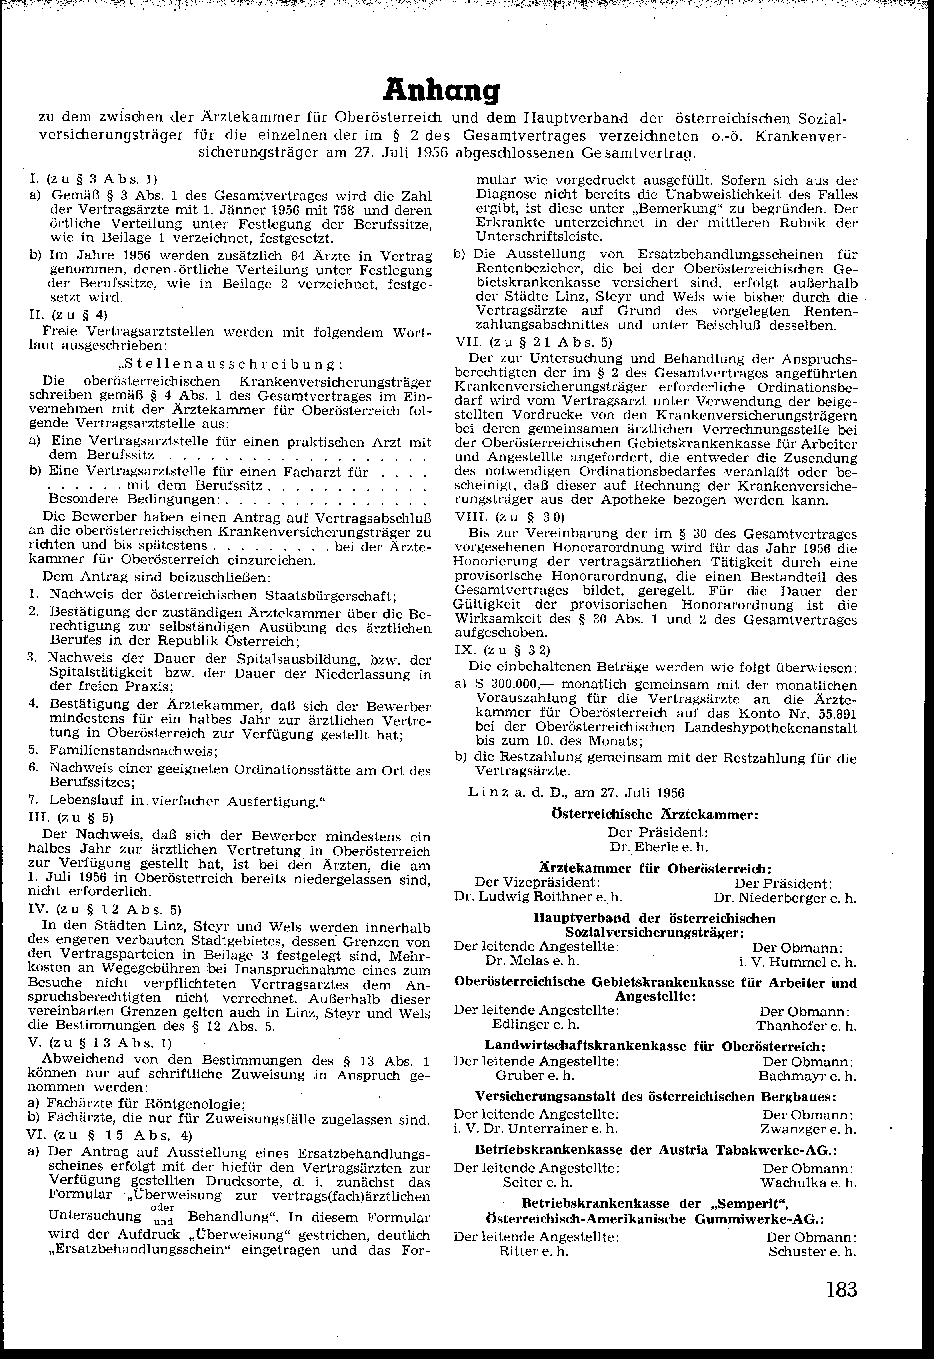 Anhang
zu dem zwischen der Ärztekammer für Oberösterreich und dem Hauptverband der österreichischen Sozial-
versicherungsträger für die einzelnen der im § 2 des Gesamtvertrages verzeichneten o.-ö. Krankenver-
sicherungsträger am 27. Juli 1956 abgeschlossenen Gesamtvertrag.
I. (zu § 3 Abs. 1)
a) Gemäß § 3 Abs. 1 des Gesamtvertrages wird die Zahl
der Vertragsärzte mit 1. Jänner 1956 mit 758 und deren
örtliche Verteilung unter Festlegung der Berufssitze,
wie in Beilage 1 verzeichnet, festgesetzt.
b) Im Jahre 1956 werden zusätzlich 64 Ärzte in Vertrag
genommen, deren örtliche Verteilung unter Festlegung
der Berufssitze, wie in Beilage 2 verzeichnet, festge-
setzt wird.
II. (zu § 4)
Freie Vertragsarztstellen werden mit folgendem Wort-
laut ausgeschrieben:
„Stellenausschreibung:
Die oberösterreichischen Krankenversicherungsträger
schreiben gemäß § 4 Abs. 1 des Gesamtvertrages im Ein-
vernehmen mit der Ärztekammer für Oberösterreich fol-
gende Vertragsarztstelle aus:
a) Eine Vertragsarztstelle für einen praktischen Arzt mit
dem Berufssitz . . . . . . . . . . . . . . . . . . .
b) Eine Vertragsarztstelle für einen Facharzt für . . . .
. . . . . . mit dem Berufssitz . . . . . . . . . . . .
Besondere Bedingungen: . . . . . . . . . . . . . . .
Die Bewerber haben einen Antrag auf Vertragsabschluß
an die oberösterreichischen Krankenversicherungsträger zu
richten und bis spätestens . . . . . . . . . bei der Ärzte-
kammer für Oberösterreich einzureichen.
Dem Antrag sind beizuschließen:
1. Nachweis der österreichischen Staatsbürgerschaft;
2. Bestätigung der zuständigen Ärztekammer über die Be-
rechtigung zur selbständigen Ausübung des ärztlichen
Berufes in der Republik Österreich;
3. Nachweis der Dauer der Spitalsausbildung, bzw. der
Spitalstätigkeit bzw. der Dauer der Niederlassung in
der freien Praxis;
4. Bestätigung der Ärztekammer, daß sich der Bewerber
mindestens für ein halbes Jahr zur ärztlichen Vertre-
tung in Oberösterreich zur Verfügung gestellt hat;
5. Familienstandsnachweis;
6. Nachweis einer geeigneten Ordinationsstätte am Ort des
Berufssitzes;
7. Lebenslauf in vierfacher Ausfertigung.“
III. (zu § 5)
Der Nachweis, daß sich der Bewerber mindestens ein
halbes Jahr zur ärztlichen Vertretung in Oberösterreich
zur Verfügung gestellt hat, ist bei den Ärzten, die am
1. Juli 1956 in Oberösterreich bereits niedergelassen sind,
nicht erforderlich.
IV. (zu § 12 Abs. 5)
In den Städten Linz, Steyr und Wels werden innerhalb
des engeren verbauten Stadtgebietes, dessen Grenzen von
den Vertragsparteien in Beilage 3 festgelegt sind, Mehr-
kosten an Wegegebühren bei Inanspruchnahme eines zum
Besuche nicht verpflichteten Vertragsarztes dem An-
spruchsberechtigten nicht verrechnet. Außerhalb dieser
vereinbarten Grenzen gelten auch in Linz, Steyr und Wels
die Bestimmungen des § 12 Abs. 5.
V. (zu § 13 Abs. 1)
Abweichend von den Bestimmungen des § 13 Abs. 1
können nur auf schriftliche Zuweisung in Anspruch ge-
nommen werden:
a) Fachärzte für Röntgenologie;
b) Fachärzte, die nur für Zuweisungsfälle zugelassen sind.
VI. (zu § 15 Abs. 4)
a) Der Antrag auf Ausstellung eines Ersatzbehandlungs-
scheines erfolgt mit der hiefür den Vertragsärzten zur
Verfügung gestellten Drucksorte, d. i. zunächst das
Formular „Überweisung zur vertrags(fach)ärztlichen
Untersuchung oder und Behandlung“. In diesem Formular
wird der Aufdruck „Überweisung“ gestrichen, deutlich
„Ersatzbehandlungsschein“ eingetragen und das For-
mular wie vorgedruckt ausgefüllt. Sofern sich aus der
Diagnose nicht bereits die Unabweislichkeit des Falles
ergibt, ist diese unter „Bemerkung“ zu begründen. Der
Erkrankte unterzeichnet in der mittleren Rubrik der
Unterschriftsleiste.
b) Die Ausstellung von Ersatzbehandlungsscheinen für
Rentenbezieher, die bei der Oberösterreichischen Ge-
bietskrankenkasse versichert sind, erfolgt außerhalb
der Städte Linz, Steyr und Wels wie bisher durch die
Vertragsärzte auf Grund des vorgelegten Renten-
zahlungsabschnittes und unter Beischluß desselben.
VII. (zu § 21 Abs. 5)
Der zur Untersuchung und Behandlung der Anspruchs-
berechtigten der im § 2 des Gesamtvertrages angeführten
Krankenversicherungsträger erforderliche Ordinationsbe-
darf wird vom Vertragsarzt unter Verwendung der beige-
stellten Vordrucke von den Krankenversicherungsträgern
bei deren gemeinsamen ärztlichen Verrechnungsstelle bei
der Oberösterreichischen Gebietskrankenkasse für Arbeiter
und Angestellte angefordert, die entweder die Zusendung
des notwendigen Ordinationsbedarfes veranlaßt oder be-
scheinigt, daß dieser auf Rechnung der Krankenversiche-
rungsträger aus der Apotheke bezogen werden kann.
VIII. (zu § 30)
Bis zur Vereinbarung der im § 30 des Gesamtvertrages
vorgesehenen Honorarordnung wird für das Jahr 1956 die
Honorierung der vertragsärztlichen Tätigkeit durch eine
provisorische Honorarordnung, die einen Bestandteil des
Gesamtvertrages bildet, geregelt. Für die Dauer der
Gültigkeit der provisorischen Honorarordnung ist die
Wirksamkeit des § 30 Abs. 1 und 2 des Gesamtvertrages
aufgeschoben.
IX. (zu § 32)
Die einbehaltenen Beträge werden wie folgt überwiesen:
a) S 300.000,— monatlich gemeinsam mit der monatlichen
Vorauszahlung für die Vertragsärzte an die Ärzte-
kammer für Oberösterreich auf das Konto Nr. 55.891
bei der Oberösterreichischen Landeshypothekenanstalt
bis zum 10. des Monats;
b) die Restzahlung gemeinsam mit der Restzahlung für die
Vertragsärzte.
Linz a. d. D., am 27. Juli 1956
Österreichische Ärztekammer:
Der Präsident:
Dr. Eberle e. h.
Ärztekammer für Oberösterreich:
Der Vizepräsident: Der Präsident:
Dr. Ludwig Roithner e. h. Dr. Niederberger e. h.
Hauptverband der österreichischen
Sozialversicherungsträger:
Der leitende Angestellte: Der Obmann:
Dr. Melas e. h. i. V. Hummel e. h.
Oberösterreichische Gebietskrankenkasse für Arbeiter und
Angestellte:
Der leitende Angestellte: Der Obmann:
Edlinger e. h. Thanhofer e. h.
Landwirtschaftskrankenkasse für Oberösterreich:
Der leitende Angestellte: Der Obmann:
Gruber e. h. Bachmayr e. h.
Versicherungsanstalt des österreichischen Bergbaues:
Der leitende Angestellte: Der Obmann:
i. V. Dr. Unterrainer e. h. Zwanzger e. h.
Betriebskrankenkasse der Austria Tabakwerke-AG.:
Der leitende Angestellte: Der Obmann:
Seiter e. h. Wachulka e. h.
Betriebskrankenkasse der „Semperit“,
Österreichisch-Amerikanische Gummiwerke-AG.:
Der leitende Angestellte: Der Obmann:
Ritter e. h. Schuster e. h.
183